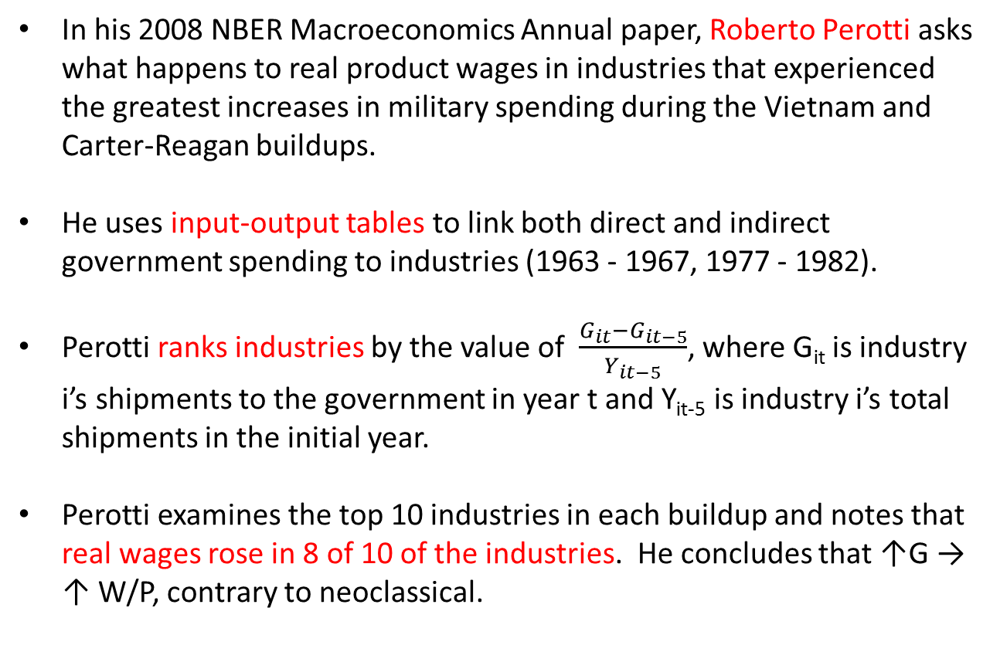 • In his 2008 NBER Macroeconomics Annual paper, Roberto Perotti asks
what happens to real product wages in industries that experienced
the greatest increases in military spending during the Vietnam and
Carter-Reagan buildups.
• He uses input-output tables to link both direct and indirect
government spending to industries (1963 - 1967, 1977 - 1982).
• Perotti ranks industries by the value of $\frac{G_{it}-G_{it-5}}{Y_{it-5}}$, where G_{it} is industry
i’s shipments to the government in year t and Y_{it-5} is industry i’s total
shipments in the initial year.
• Perotti examines the top 10 industries in each buildup and notes that
real wages rose in 8 of 10 of the industries. He concludes that ↑G →
↑ W/P, contrary to neoclassical.